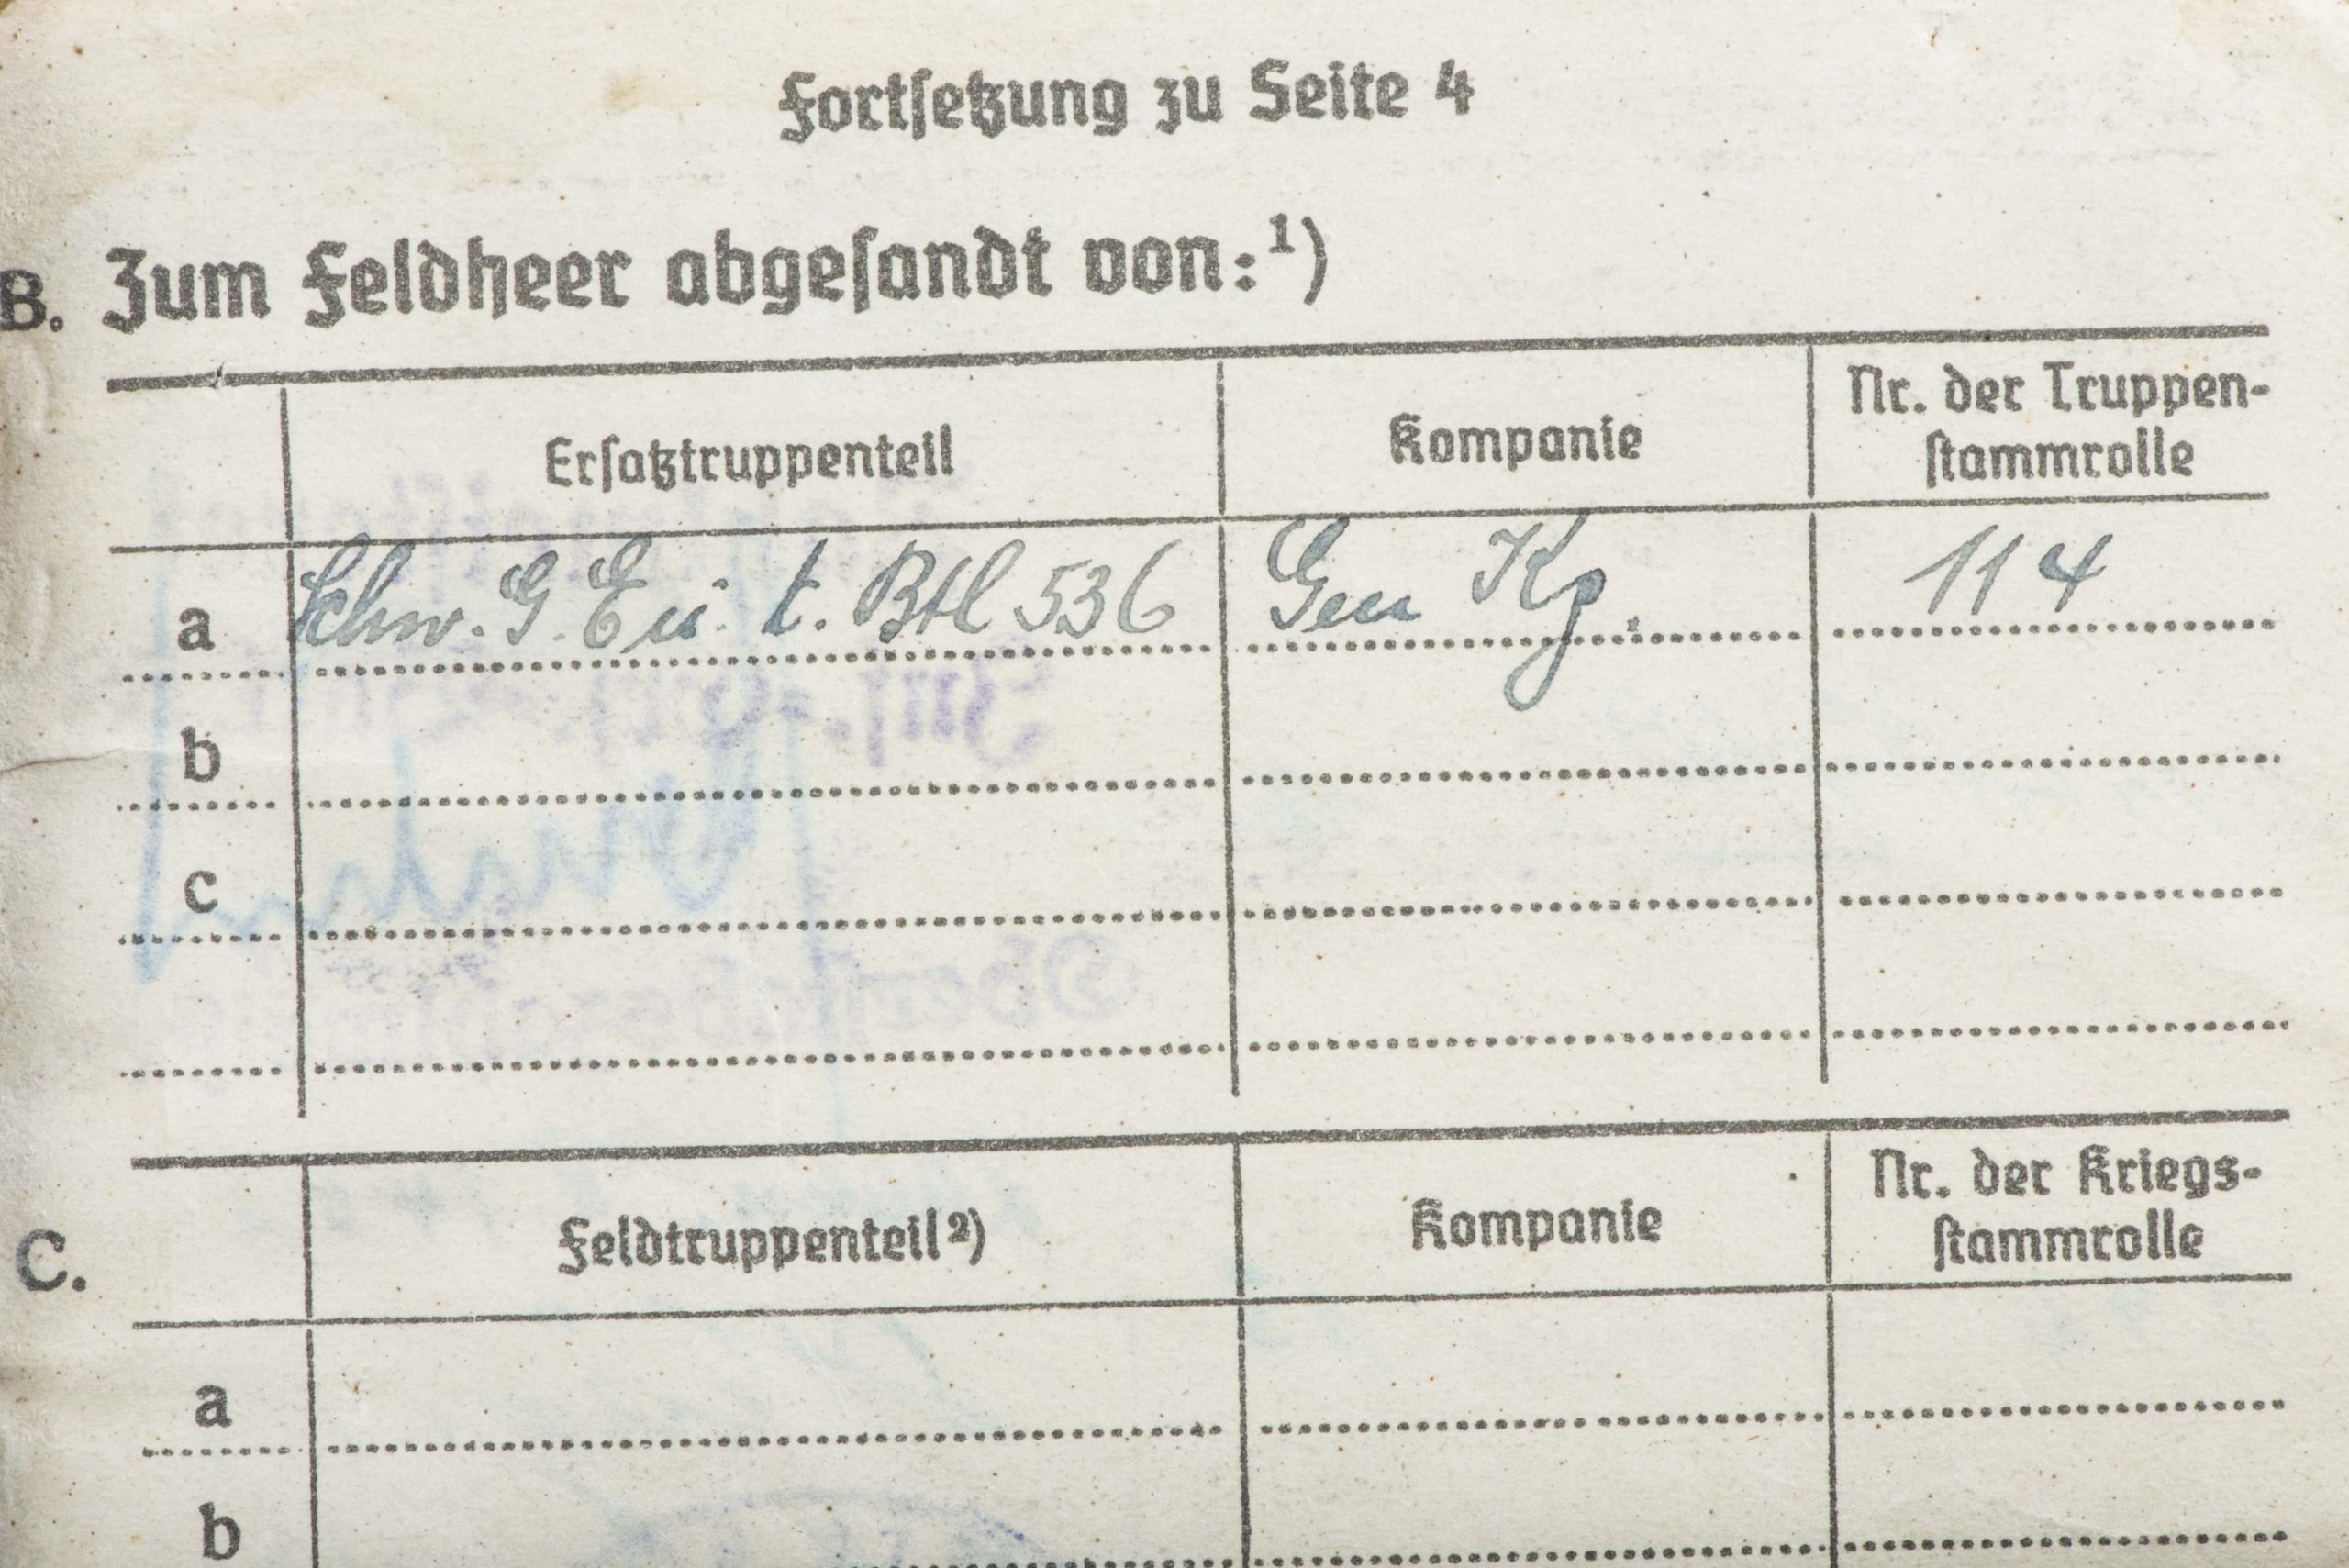 Fortsetzung zu Seite 4
B. Zum Feldheer abgesandt von:¹)
Ersatztruppenteil Kompanie Nr. der Truppen-
stammrolle
a Schw. G. E u. t. Btl 536 Gen Kp. 114
b
c
C. Feldtruppenteil²) Kompanie Nr. der Kriegs-
stammrolle
a
b